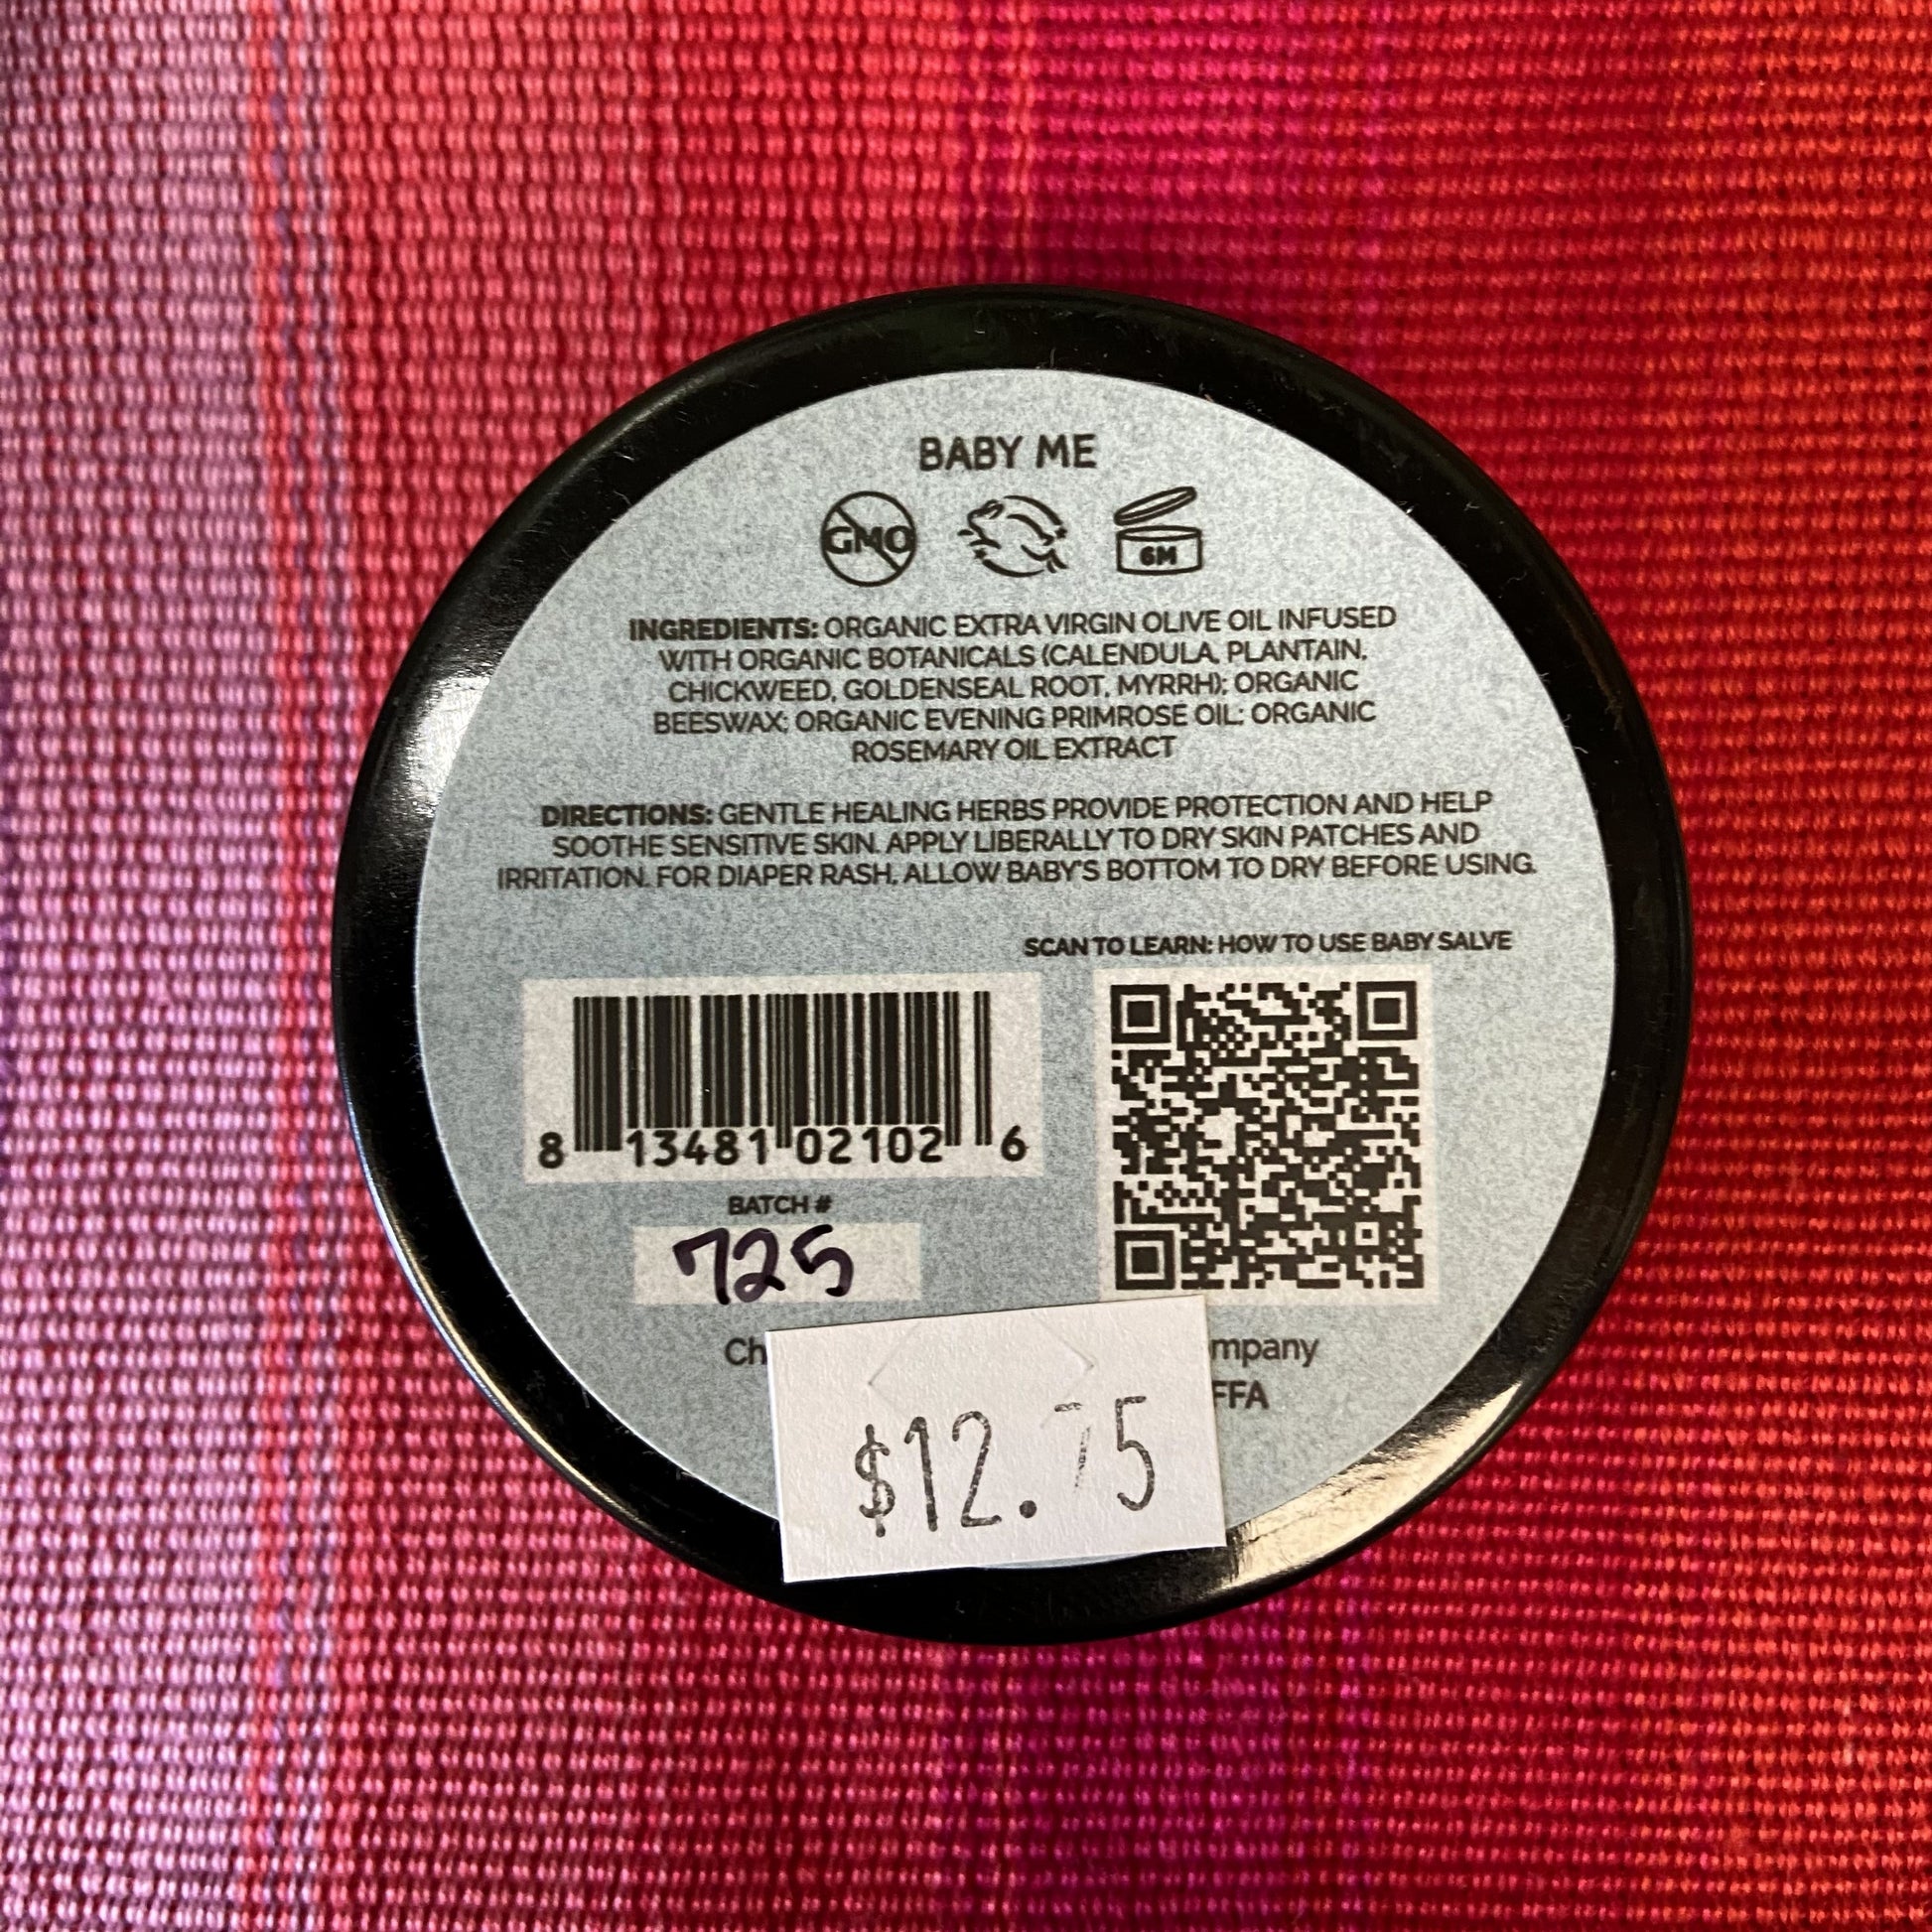 BABY ME
GMO
6M
INGREDIENTS: ORGANIC EXTRA VIRGIN OLIVE OIL INFUSED
WITH ORGANIC BOTANICALS (CALENDULA, PLANTAIN,
CHICKWEED, GOLDENSEAL ROOT, MYRRH); ORGANIC
BEESWAX; ORGANIC EVENING PRIMROSE OIL; ORGANIC
ROSEMARY OIL EXTRACT
DIRECTIONS: GENTLE HEALING HERBS PROVIDE PROTECTION AND HELP
SOOTHE SENSITIVE SKIN. APPLY LIBERALLY TO DRY SKIN PATCHES AND
IRRITATION. FOR DIAPER RASH, ALLOW BABY'S BOTTOM TO DRY BEFORE USING.
SCAN TO LEARN: HOW TO USE BABY SALVE
8 13481 02102 6
BATCH #
725
$12.75